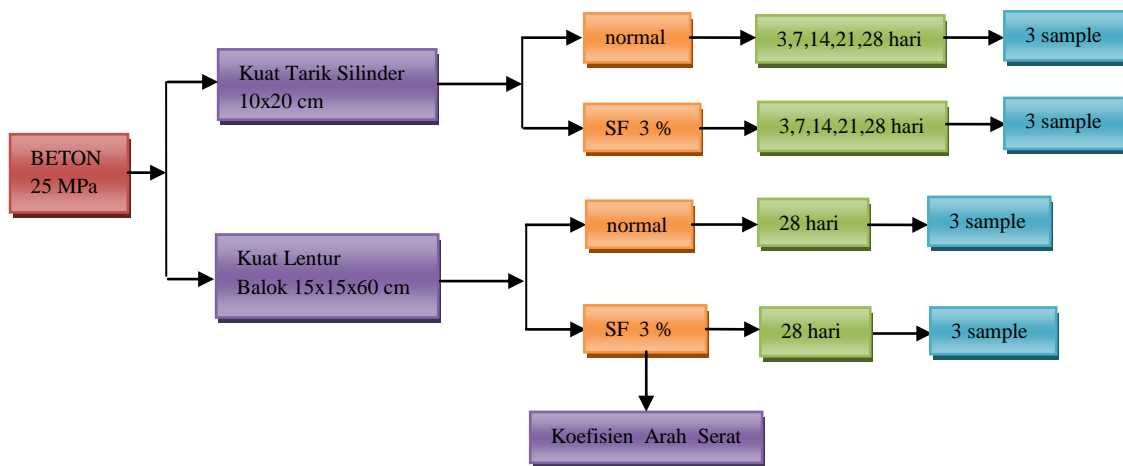 normal
3,7,14,21,28 hari
3 sample
Kuat Tarik Silinder
10x20 cm
SF 3 %
3,7,14,21,28 hari
3 sample
BETON
25 MPa
normal
28 hari
3 sample
Kuat Lentur
Balok 15x15x60 cm
SF 3 %
28 hari
3 sample
Koefisien Arah Serat